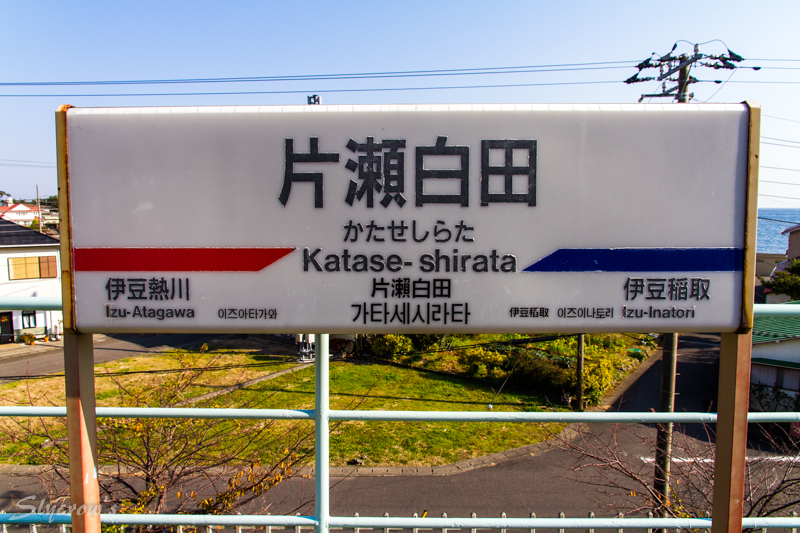 片瀬白田
かたせしらた
Katase-shirata
伊豆熱川
Izu-Atagawa
이즈아타가와
片瀬白田
가타세시라타
伊豆稲取
이즈이나토리
伊豆稲取
Izu-Inatori
Slycrow's